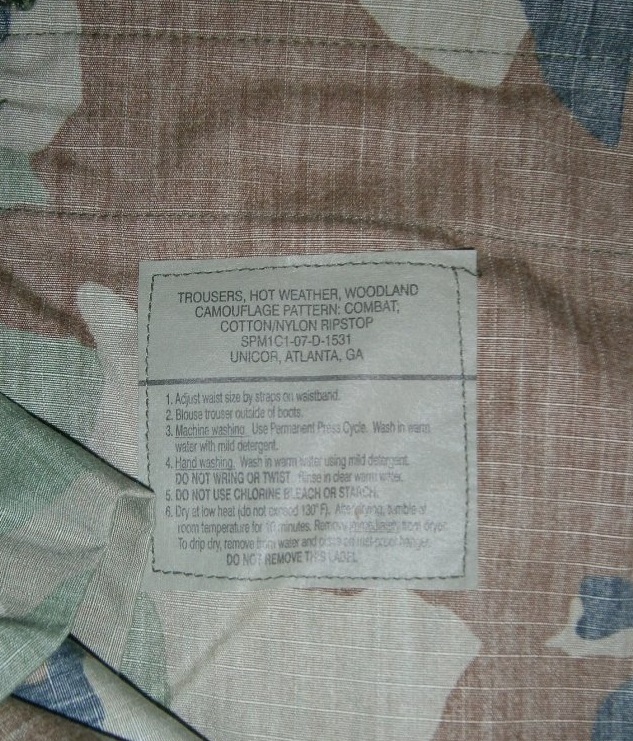 TROUSERS, HOT WEATHER, WOODLAND
CAMOUFLAGE PATTERN: COMBAT,
COTTON/NYLON RIPSTOP
SPM1C1-07-D-1531
UNICOR, ATLANTA, GA
1. Adjust waist size by straps on waistband.
2. Blouse trouser outside of boots.
3. Machine washing. Use Permanent Press Cycle. Wash in warm
water with mild detergent.
4. Hand washing. Wash in warm water using mild detergent.
DO NOT WRING OR TWIST. Rinse in clear warm water.
5. DO NOT USE CHLORINE BLEACH OR STARCH.
6. Dry at low heat (do not exceed 130° F). After drying, tumble at
room temperature for 10 minutes. Remove immediately from dryer.
To drip dry, remove from water and place on rust-proof hanger.
DO NOT REMOVE THIS LABEL